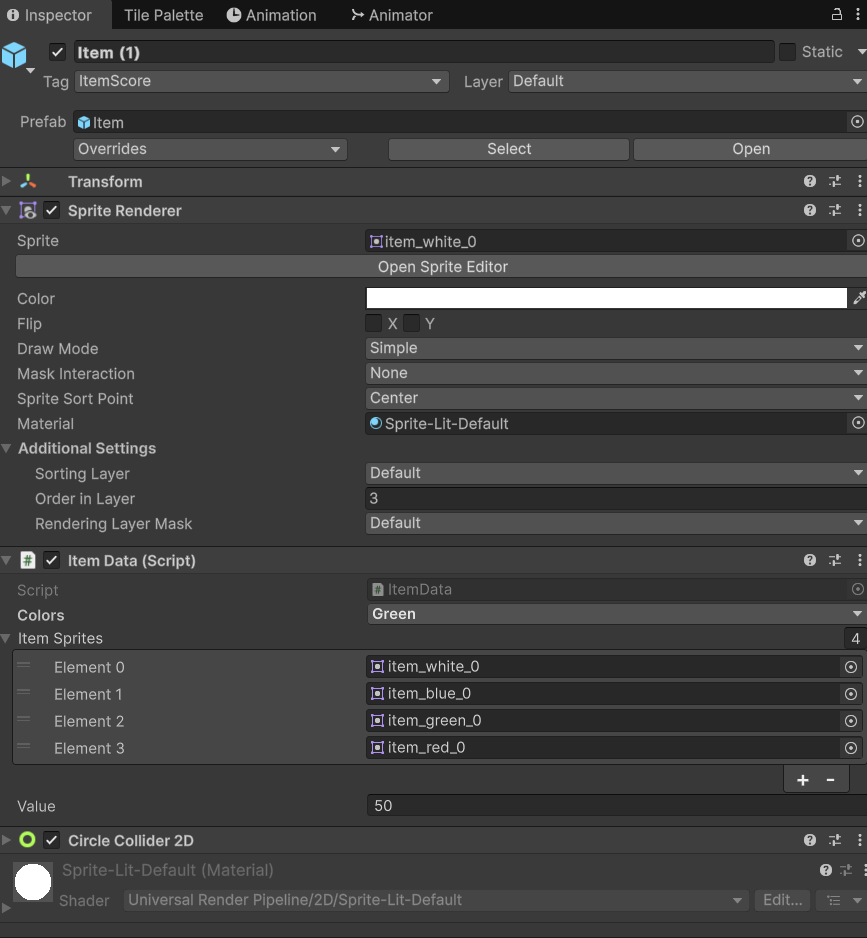 Inspector Tile Palette Animation Animator
Item (1) Static
Tag ItemScore Layer Default
Prefab Item
Overrides Select Open
Transform
Sprite Renderer
Sprite item_white_0
Open Sprite Editor
Color
Flip X Y
Draw Mode Simple
Mask Interaction None
Sprite Sort Point Center
Material Sprite-Lit-Default
Additional Settings
Sorting Layer Default
Order in Layer 3
Rendering Layer Mask Default
# Item Data (Script)
Script # ItemData
Colors Green
Item Sprites 4
Element 0 item_white_0
Element 1 item_blue_0
Element 2 item_green_0
Element 3 item_red_0
+ -
Value 50
Circle Collider 2D
Sprite-Lit-Default (Material)
Shader Universal Render Pipeline/2D/Sprite-Lit-Default Edit...